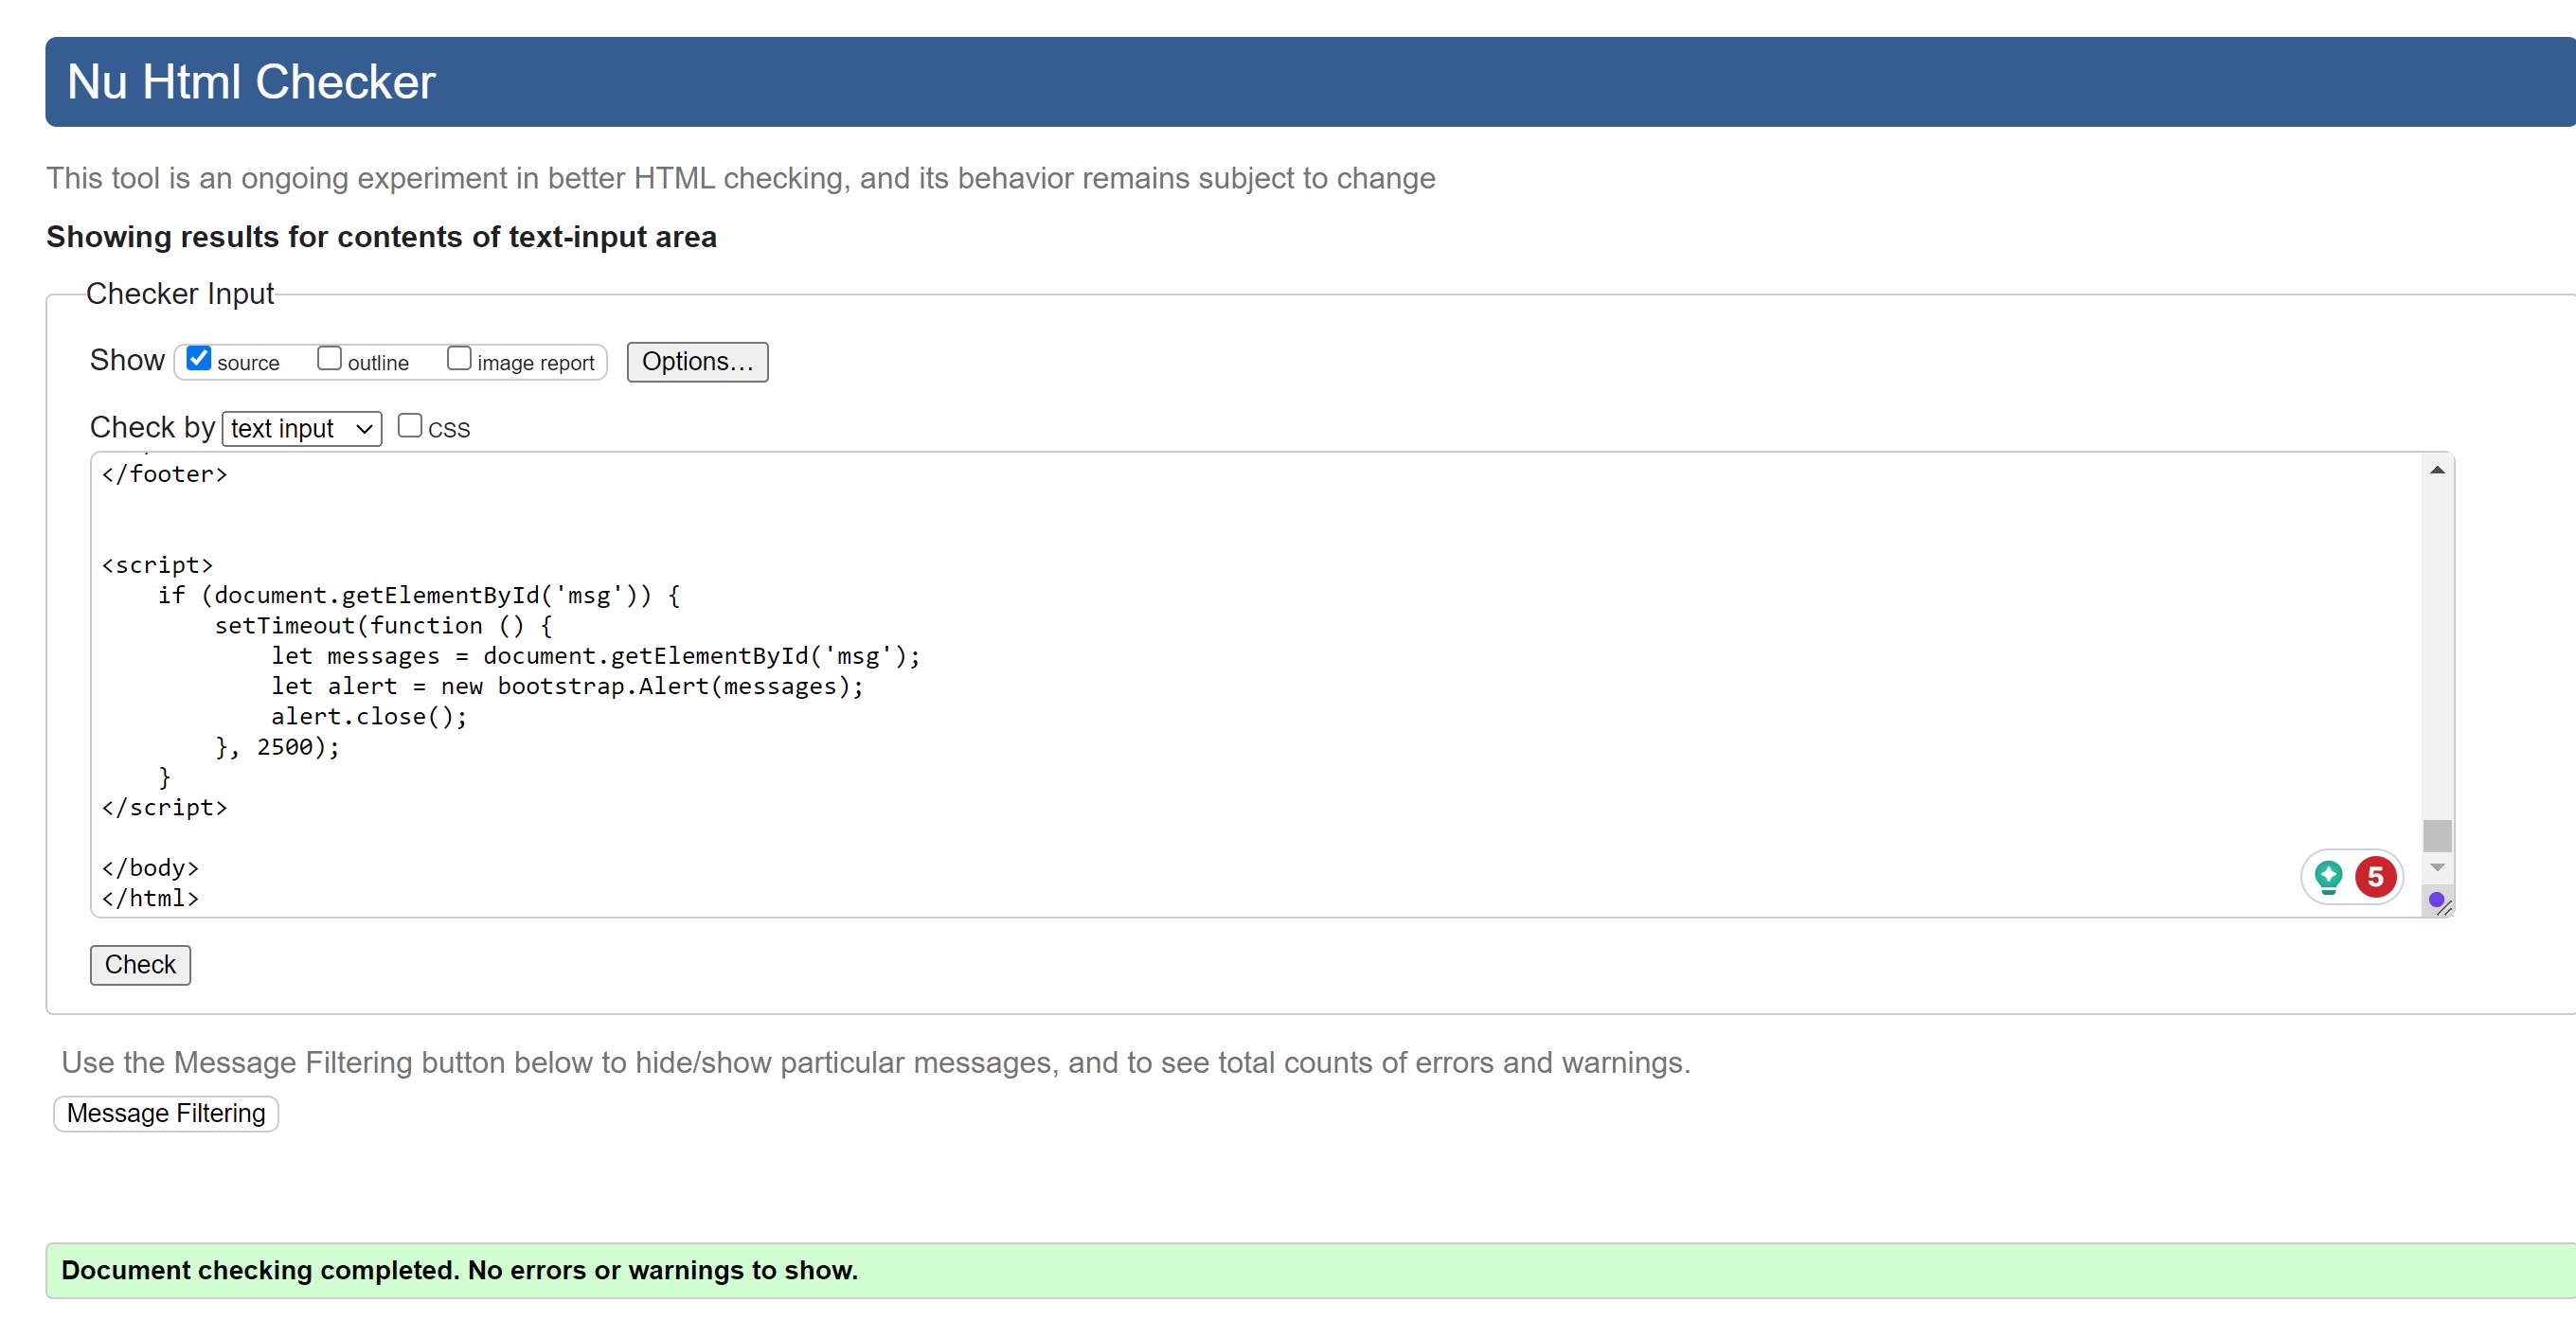 Nu Html Checker
This tool is an ongoing experiment in better HTML checking, and its behavior remains subject to change
Showing results for contents of text-input area
Checker Input
Show source outline image report Options...
Check by text input CSS
</footer>
<script>
    if (document.getElementById('msg')) {
        setTimeout(function () {
            let messages = document.getElementById('msg');
            let alert = new bootstrap.Alert(messages);
            alert.close();
        }, 2500);
    }
</script>
</body>
</html>
5
Check
Use the Message Filtering button below to hide/show particular messages, and to see total counts of errors and warnings.
Message Filtering
Document checking completed. No errors or warnings to show.